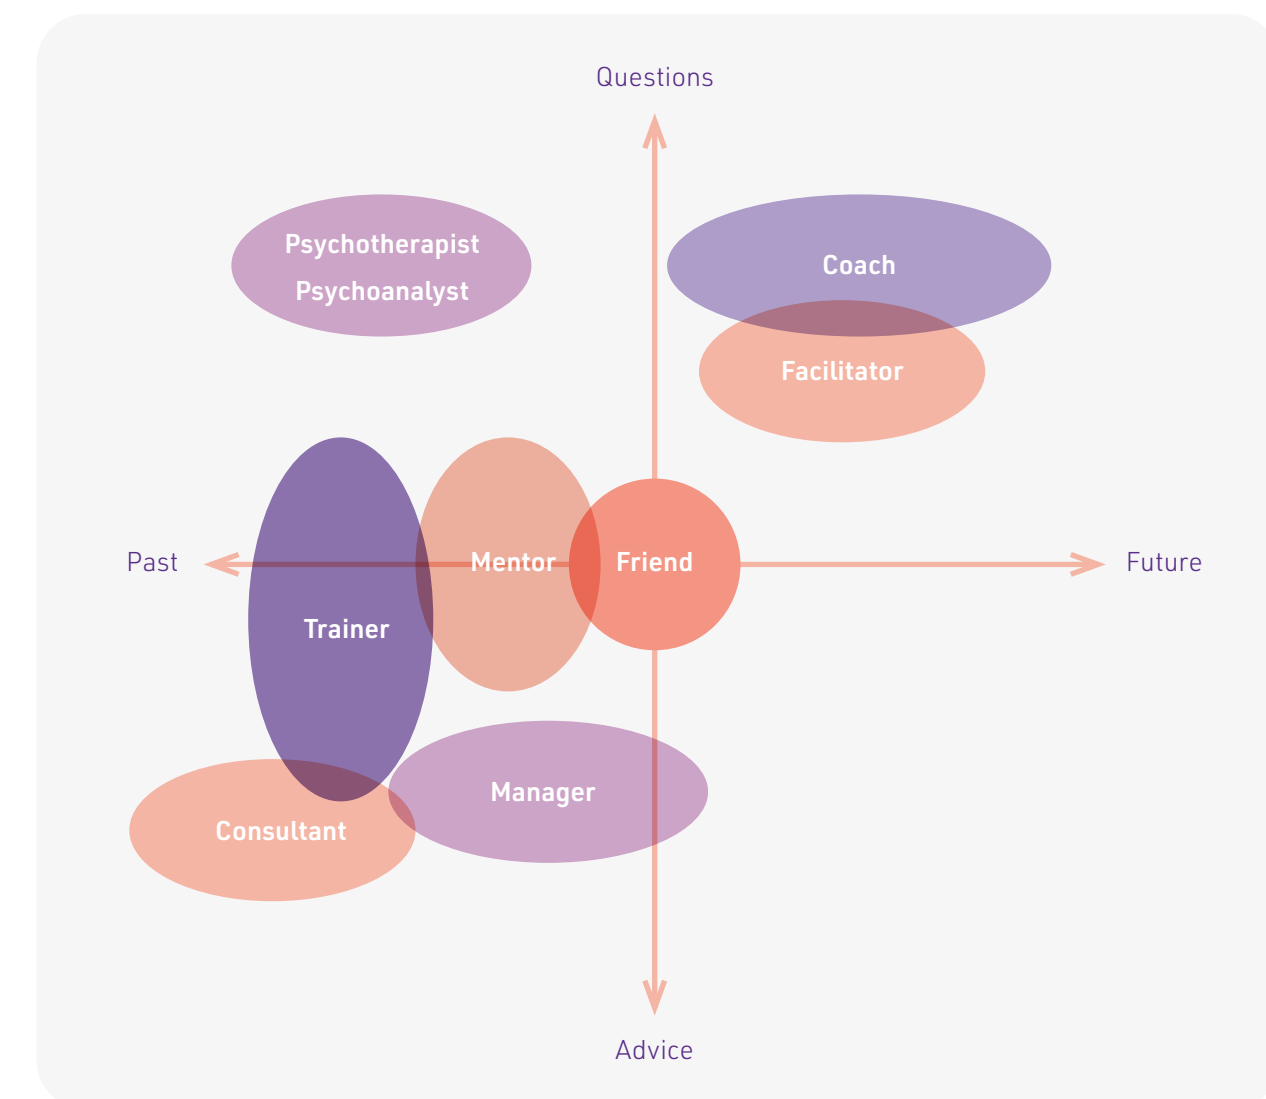 Questions
Psychotherapist
Psychoanalyst
Coach
Facilitator
Past
Mentor
Friend
Future
Trainer
Manager
Consultant
Advice